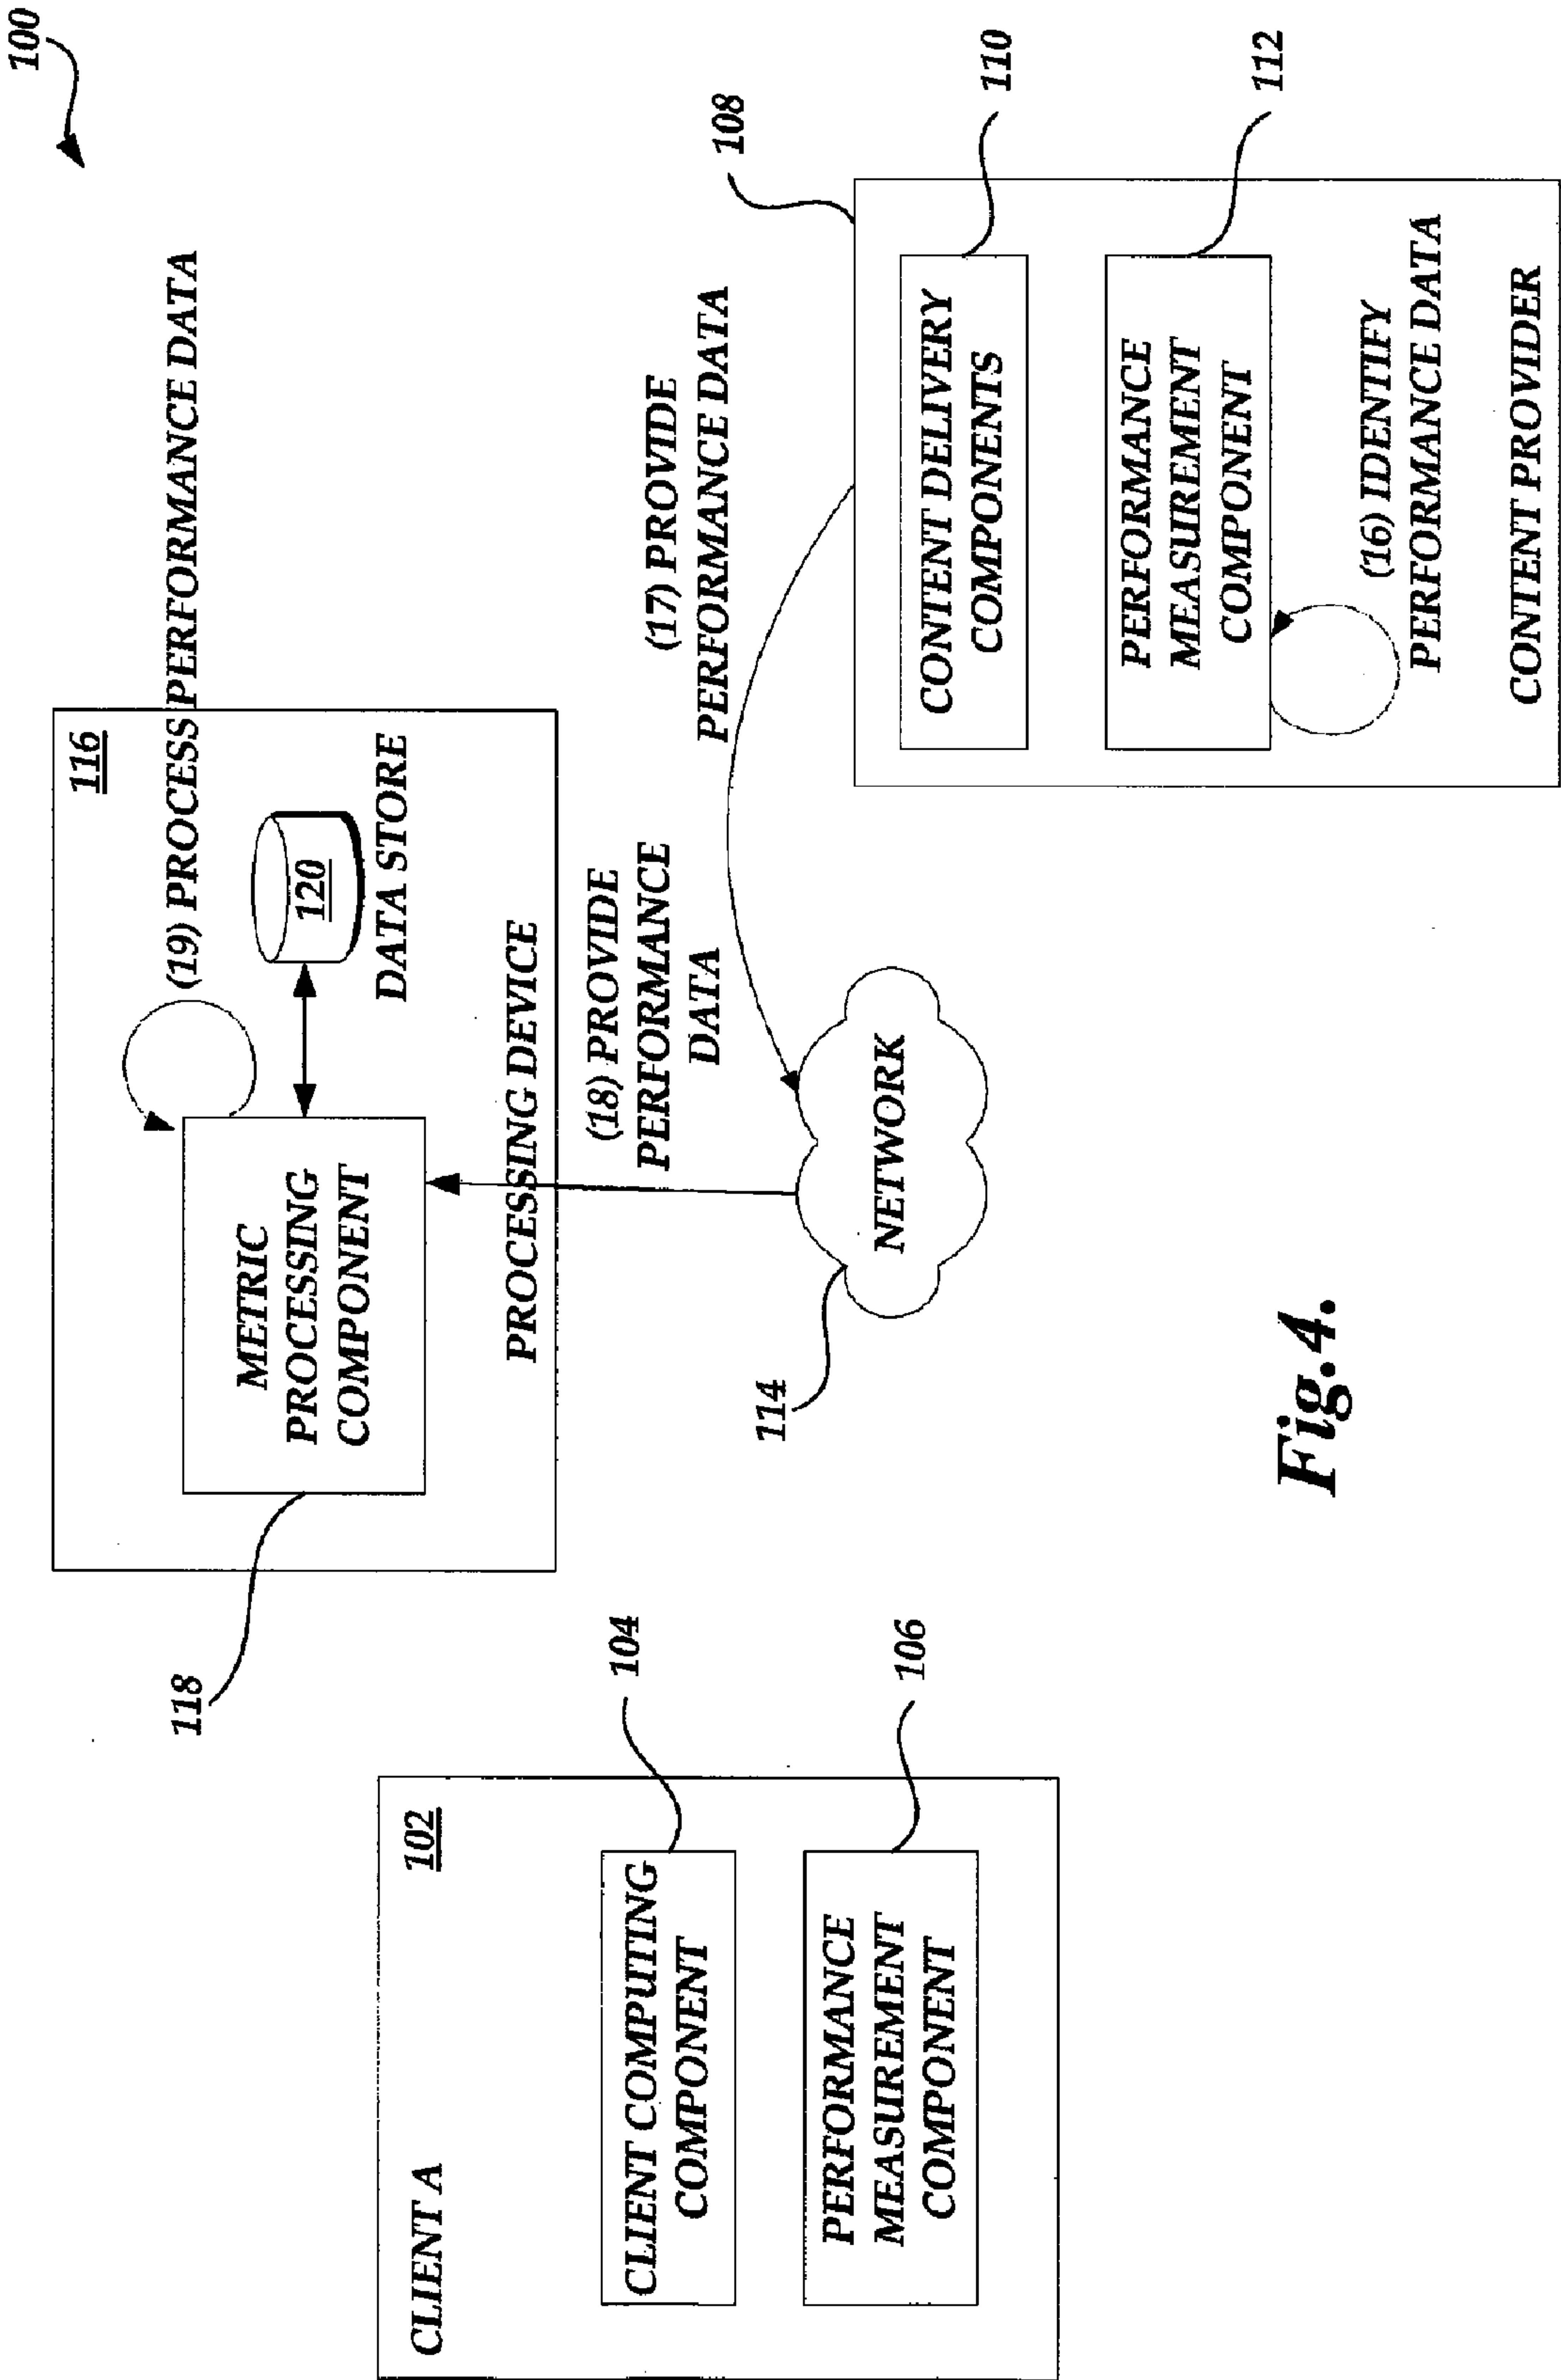 100
116
(19) PROCESS PERFORMANCE DATA
METRIC
PROCESSING
COMPONENT
120
DATA STORE
PROCESSING DEVICE
118
CLIENT A
102
CLIENT COMPUTING
COMPONENT
104
PERFORMANCE
MEASUREMENT
COMPONENT
106
(18) PROVIDE
PERFORMANCE
DATA
(17) PROVIDE
PERFORMANCE DATA
114
NETWORK
108
CONTENT DELIVERY
COMPONENTS
110
PERFORMANCE
MEASUREMENT
COMPONENT
112
(16) IDENTIFY
PERFORMANCE DATA
CONTENT PROVIDER
Fig.4.